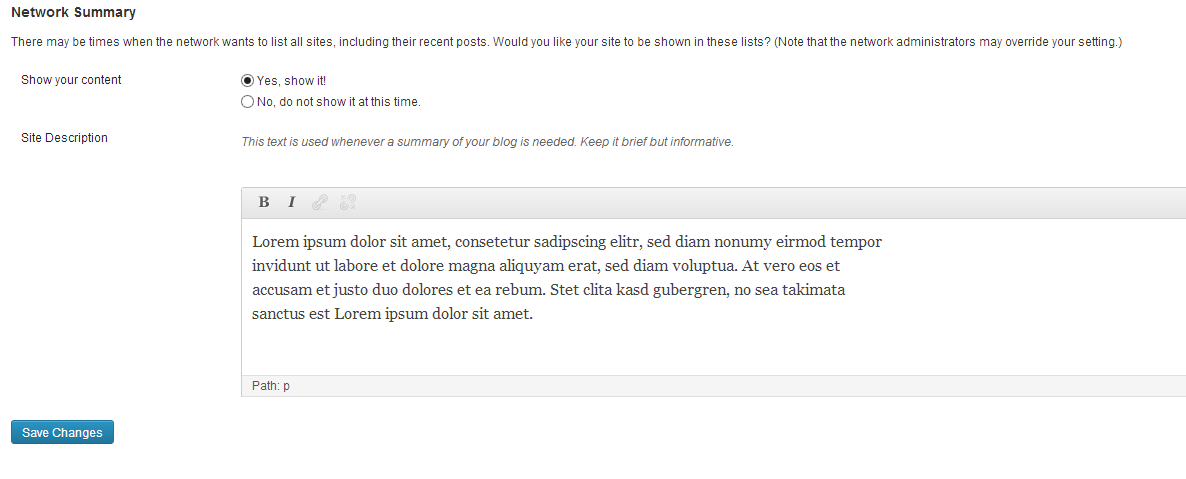 Network Summary
There may be times when the network wants to list all sites, including their recent posts. Would you like your site to be shown in these lists? (Note that the network administrators may override your setting.)
Show your content
Yes, show it!
No, do not show it at this time.
Site Description
This text is used whenever a summary of your blog is needed. Keep it brief but informative.
B I
Lorem ipsum dolor sit amet, consetetur sadipscing elitr, sed diam nonumy eirmod tempor
invidunt ut labore et dolore magna aliquyam erat, sed diam voluptua. At vero eos et
accusam et justo duo dolores et ea rebum. Stet clita kasd gubergren, no sea takimata
sanctus est Lorem ipsum dolor sit amet.
Path: p
Save Changes